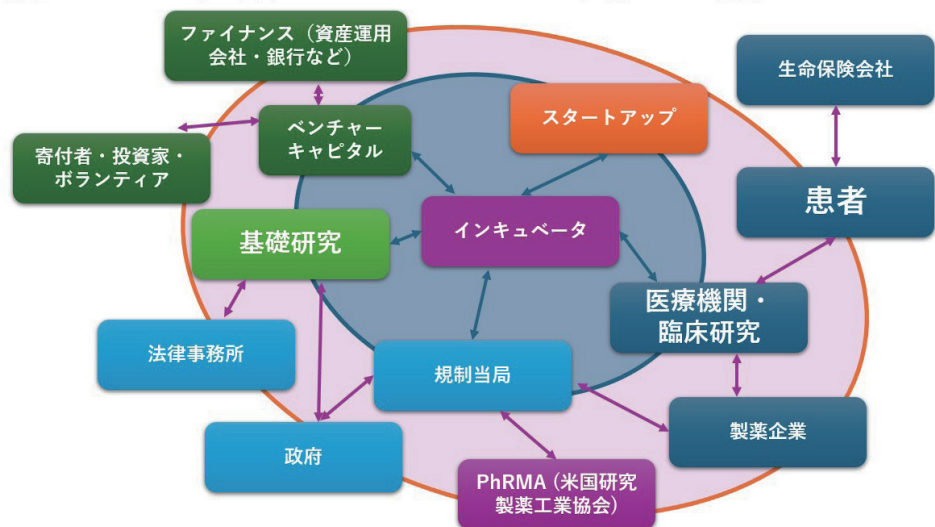 ファイナンス（資産運用
会社・銀行など）
生命保険会社
スタートアップ
ベンチャー
キャピタル
寄付者・投資家・
ボランティア
患者
インキュベータ
基礎研究
医療機関・
臨床研究
法律事務所
規制当局
製薬企業
政府
PhRMA (米国研究
製薬工業協会)